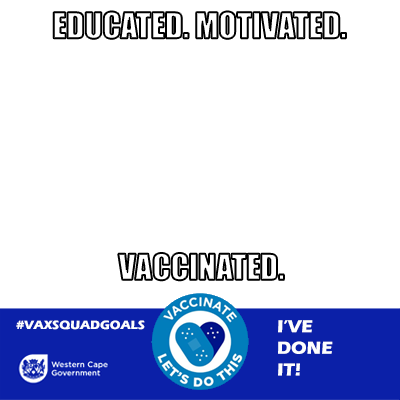 EDUCATED. MOTIVATED.
VACCINATED.
#VAXSQUADGOALS
Western Cape
Government
VACCINATE
LET'S DO THIS
I'VE
DONE
IT!